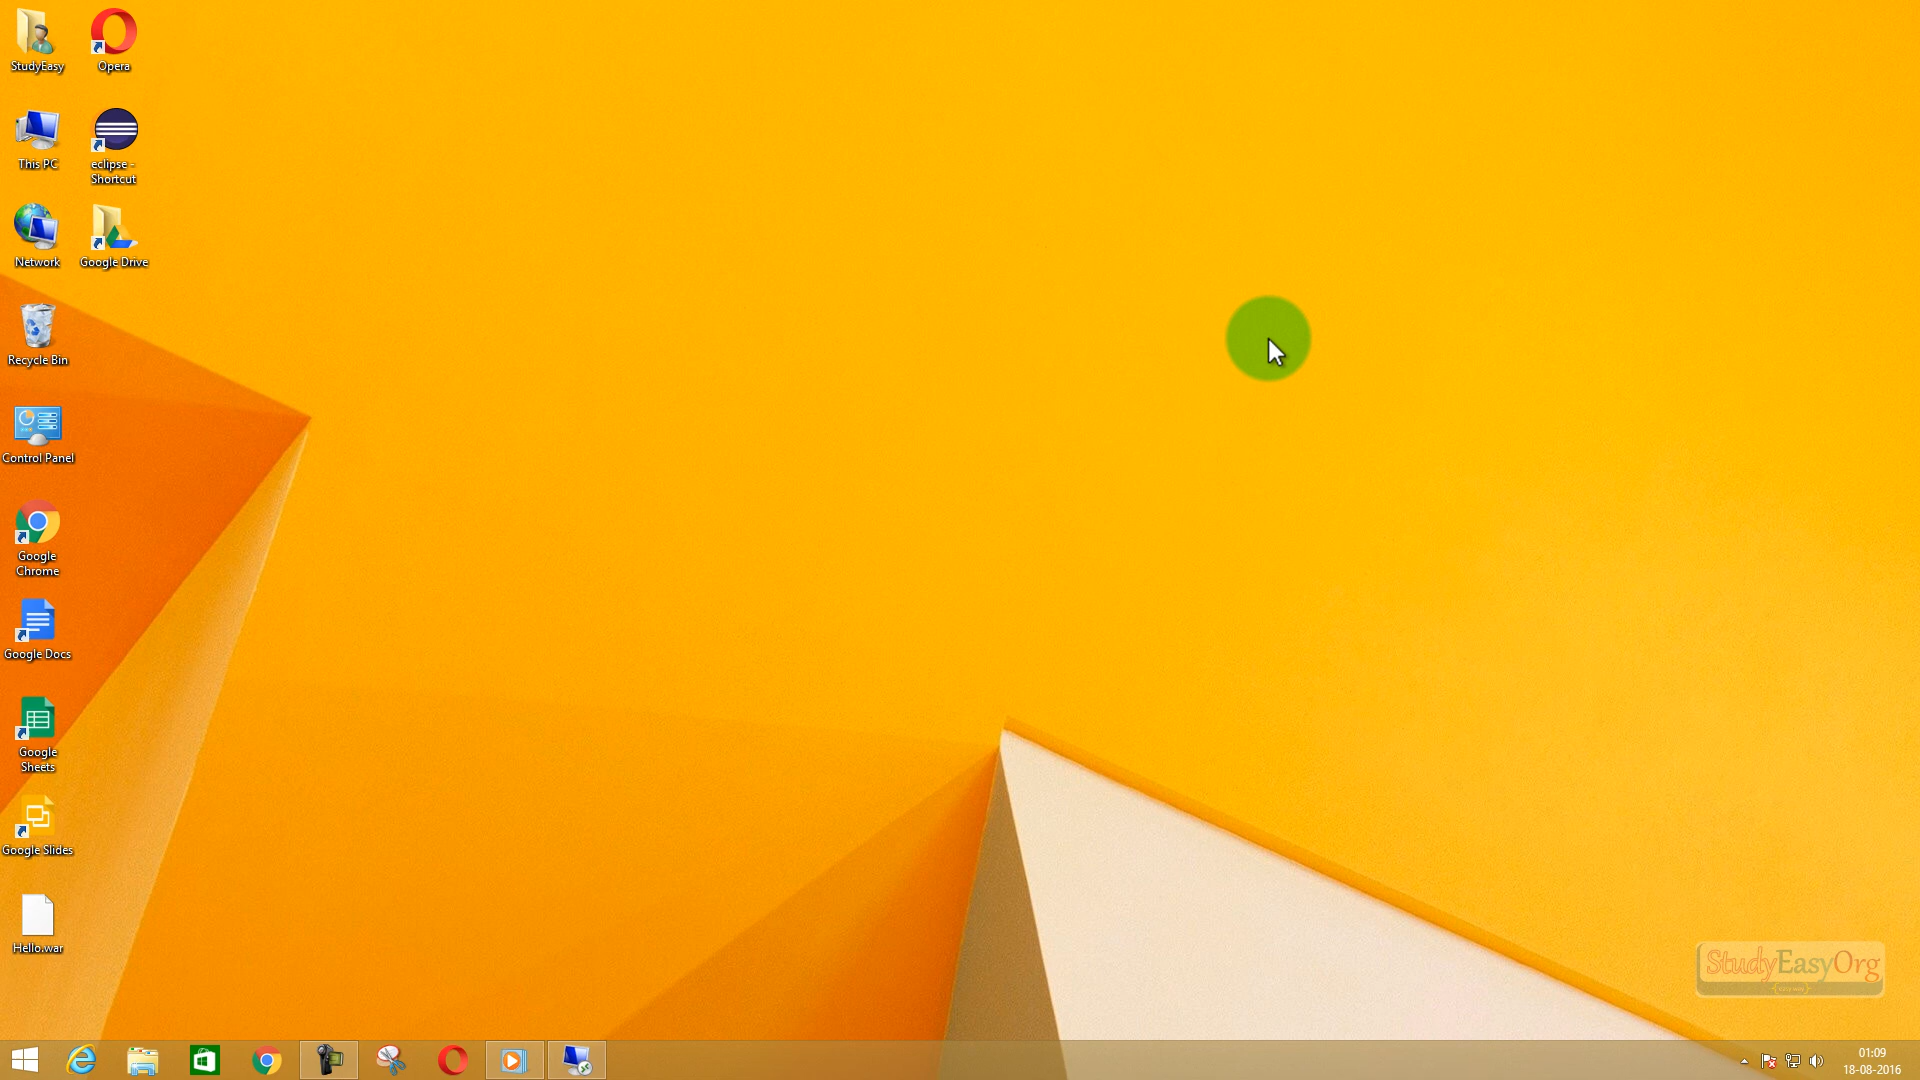 StudyEasy
Opera
This PC
eclipse -
Shortcut
Network
Google Drive
Recycle Bin
Control Panel
Google
Chrome
Google Docs
Google
Sheets
Google Slides
Hello.war
StudyEasyOrg
01:09
18-08-2016